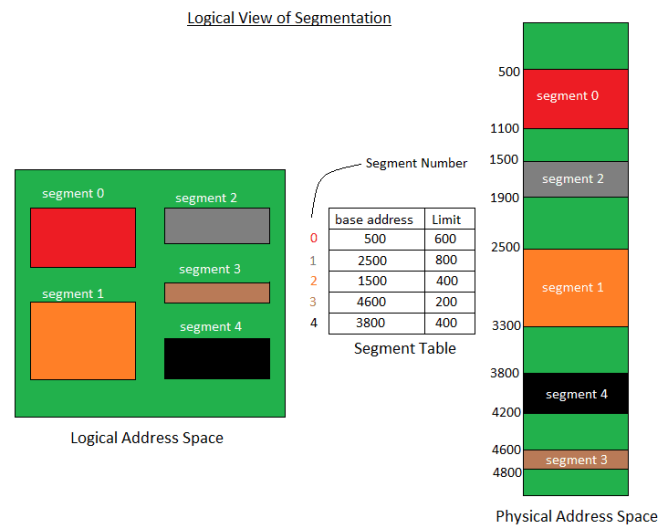 Logical View of Segmentation
segment 0
segment 2
segment 3
segment 1
segment 4
Logical Address Space
Segment Number
base address Limit
0 500 600
1 2500 800
2 1500 400
3 4600 200
4 3800 400
Segment Table
500
segment 0
1100
1500
segment 2
1900
2500
segment 1
3300
3800
segment 4
4200
4600
segment 3
4800
Physical Address Space